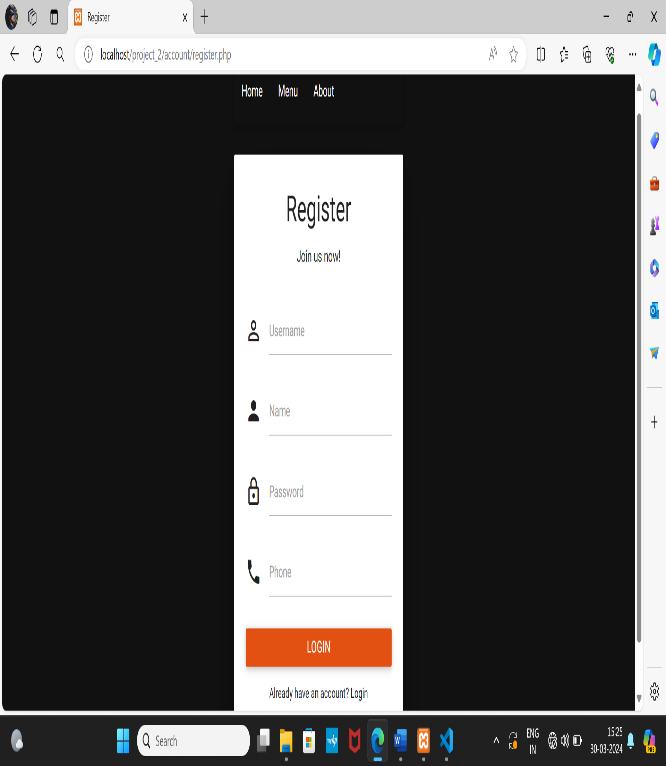 Register
localhost/project_2/account/register.php
Home Menu About
Register
Join us now!
Username
Name
Password
Phone
LOGIN
Already have an account? Login
Search
ENG
IN
15:25
30-03-2024